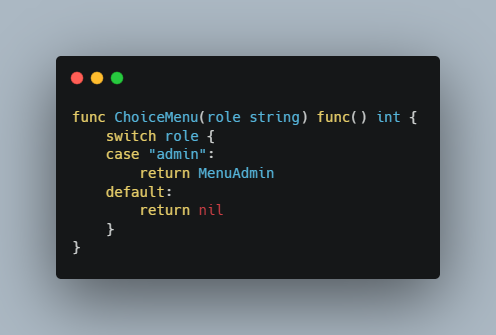 func ChoiceMenu(role string) func() int {
    switch role {
    case "admin":
        return MenuAdmin
    default:
        return nil
    }
}